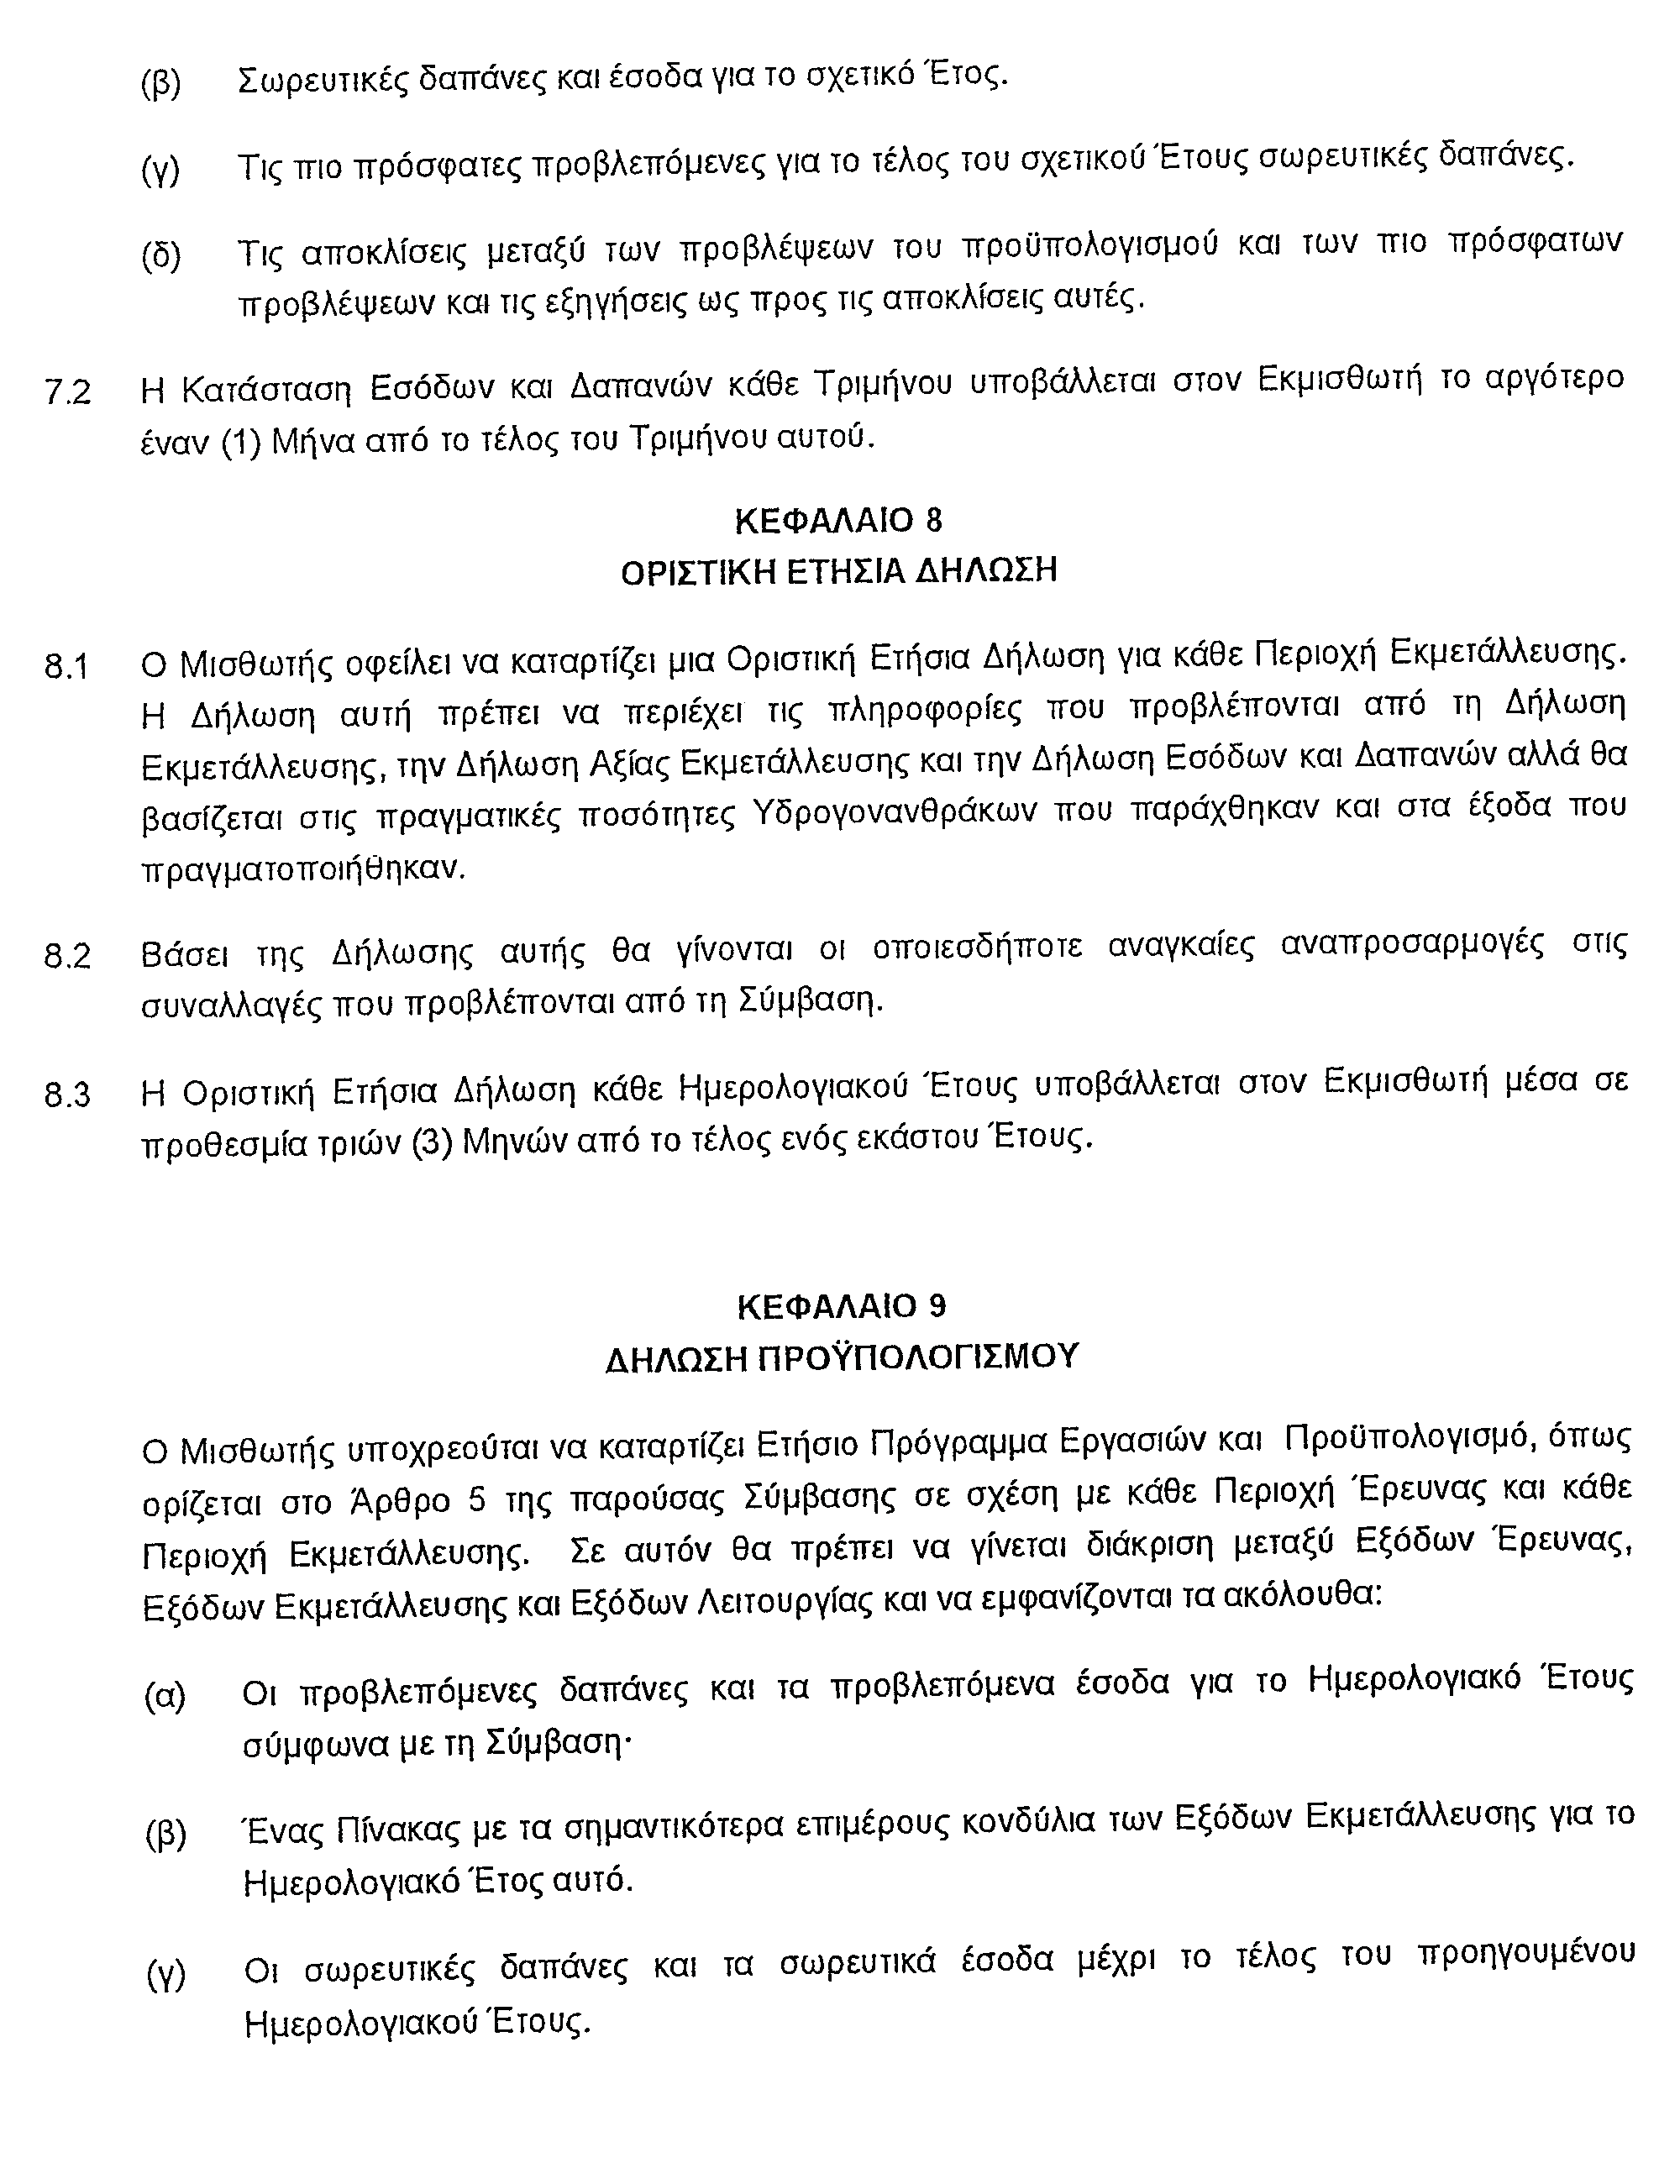 (β) Σωρευτικές δαπάνες και έσοδα για το σχετικό Έτος.
(γ) Τις πιο πρόσφατες προβλεπόμενες για το τέλος του σχετικού Έτους σωρευτικές δαπάνες.
(δ) Τις αποκλίσεις μεταξύ των προβλέψεων του προϋπολογισμού και των πιο πρόσφατων
προβλέψεων και τις εξηγήσεις ως προς τις αποκλίσεις αυτές.
7.2 Η Κατάσταση Εσόδων και Δαπανών κάθε Τριμήνου υποβάλλεται στον Εκμισθωτή το αργότερο
έναν (1) Μήνα από το τέλος του Τριμήνου αυτού.
ΚΕΦΑΛΑΙΟ 8
ΟΡΙΣΤΙΚΗ ΕΤΗΣΙΑ ΔΗΛΩΣΗ
8.1 Ο Μισθωτής οφείλει να καταρτίζει μια Οριστική Ετήσια Δήλωση για κάθε Περιοχή Εκμετάλλευσης.
Η Δήλωση αυτή πρέπει να περιέχει τις πληροφορίες που προβλέπονται από τη Δήλωση
Εκμετάλλευσης, την Δήλωση Αξίας Εκμετάλλευσης και την Δήλωση Εσόδων και Δαπανών αλλά θα
βασίζεται στις πραγματικές ποσότητες Υδρογονανθράκων που παράχθηκαν και στα έξοδα που
πραγματοποιήθηκαν.
8.2 Βάσει της Δήλωσης αυτής θα γίνονται οι οποιεσδήποτε αναγκαίες αναπροσαρμογές στις
συναλλαγές που προβλέπονται από τη Σύμβαση.
8.3 Η Οριστική Ετήσια Δήλωση κάθε Ημερολογιακού Έτους υποβάλλεται στον Εκμισθωτή μέσα σε
προθεσμία τριών (3) Μηνών από το τέλος ενός εκάστου Έτους.
ΚΕΦΑΛΑΙΟ 9
ΔΗΛΩΣΗ ΠΡΟΫΠΟΛΟΓΙΣΜΟΥ
Ο Μισθωτής υποχρεούται να καταρτίζει Ετήσιο Πρόγραμμα Εργασιών και Προϋπολογισμό, όπως
ορίζεται στο Άρθρο 5 της παρούσας Σύμβασης σε σχέση με κάθε Περιοχή Έρευνας και κάθε
Περιοχή Εκμετάλλευσης. Σε αυτόν θα πρέπει να γίνεται διάκριση μεταξύ Εξόδων Έρευνας,
Εξόδων Εκμετάλλευσης και Εξόδων Λειτουργίας και να εμφανίζονται τα ακόλουθα:
(α) Οι προβλεπόμενες δαπάνες και τα προβλεπόμενα έσοδα για το Ημερολογιακό Έτους
σύμφωνα με τη Σύμβαση·
(β) Ένας Πίνακας με τα σημαντικότερα επιμέρους κονδύλια των Εξόδων Εκμετάλλευσης για το
Ημερολογιακό Έτος αυτό.
(γ) Οι σωρευτικές δαπάνες και τα σωρευτικά έσοδα μέχρι το τέλος του προηγουμένου
Ημερολογιακού Έτους.